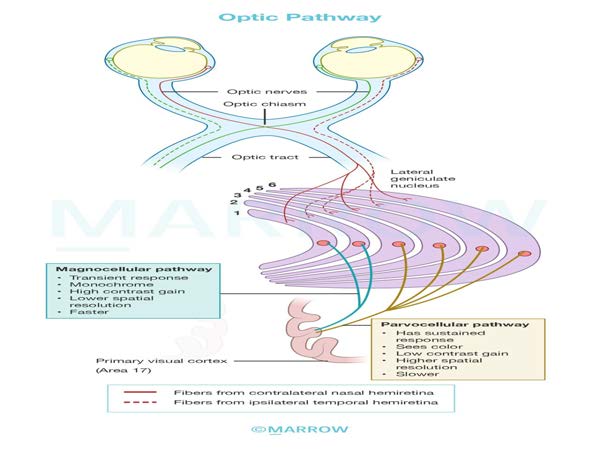 Optic Pathway
Optic nerves
Optic chiasm
Optic tract
Lateral
geniculate
nucleus
6
5
4
3
2
1
MARROW
Magnocellular pathway
• Transient response
• Monochrome
• High contrast gain
• Lower spatial
resolution
• Faster
Parvocellular pathway
• Has sustained
response
• Sees color
• Low contrast gain
• Higher spatial
resolution
• Slower
Primary visual cortex
(Area 17)
Fibers from contralateral nasal hemiretina
Fibers from ipsilateral temporal hemiretina
©MARROW